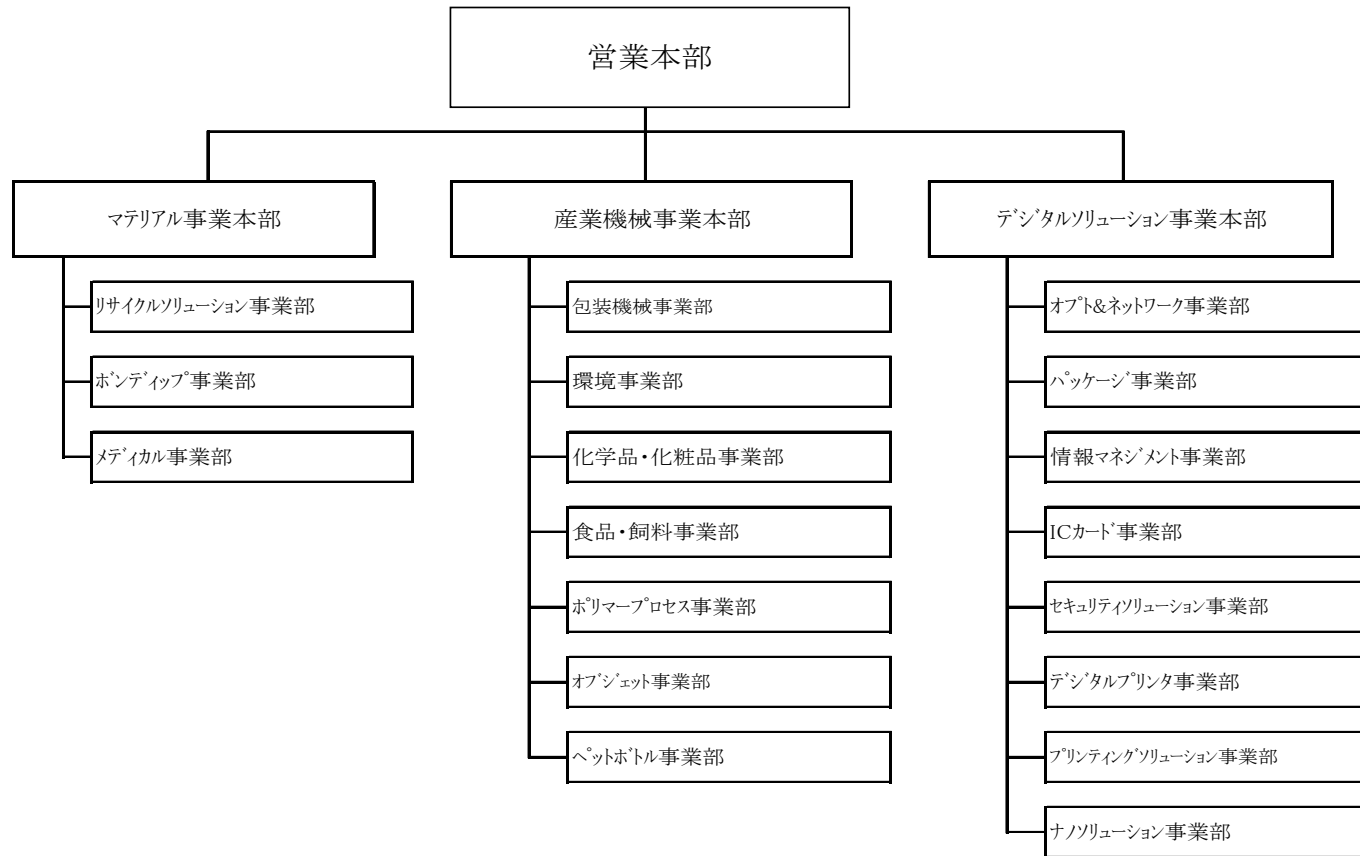 営業本部
マテリアル事業本部
産業機械事業本部
デジタルソリューション事業本部
リサイクルソリューション事業部
ボンディップ事業部
メディカル事業部
包装機械事業部
環境事業部
化学品・化粧品事業部
食品・飼料事業部
ポリマープロセス事業部
オブジェット事業部
ペットボトル事業部
オプト&ネットワーク事業部
パッケージ事業部
情報マネジメント事業部
ICカード事業部
セキュリティソリューション事業部
デジタルプリンタ事業部
プリンティングソリューション事業部
ナノソリューション事業部